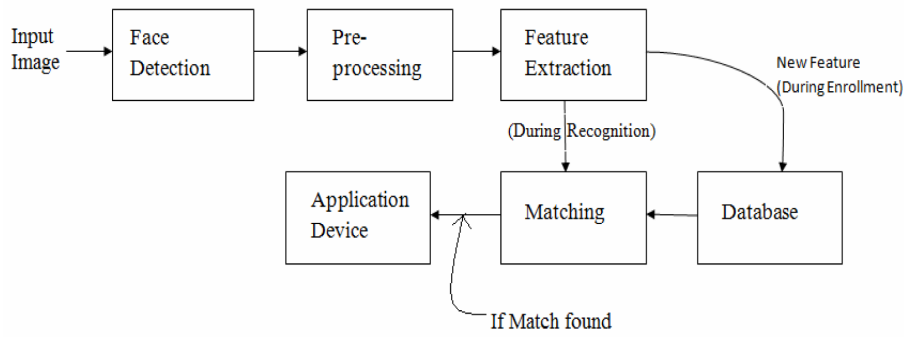 Input
Image
Face
Detection
Pre-
processing
Feature
Extraction
New Feature
(During Enrollment)
(During Recognition)
Application
Device
Matching
Database
If Match found